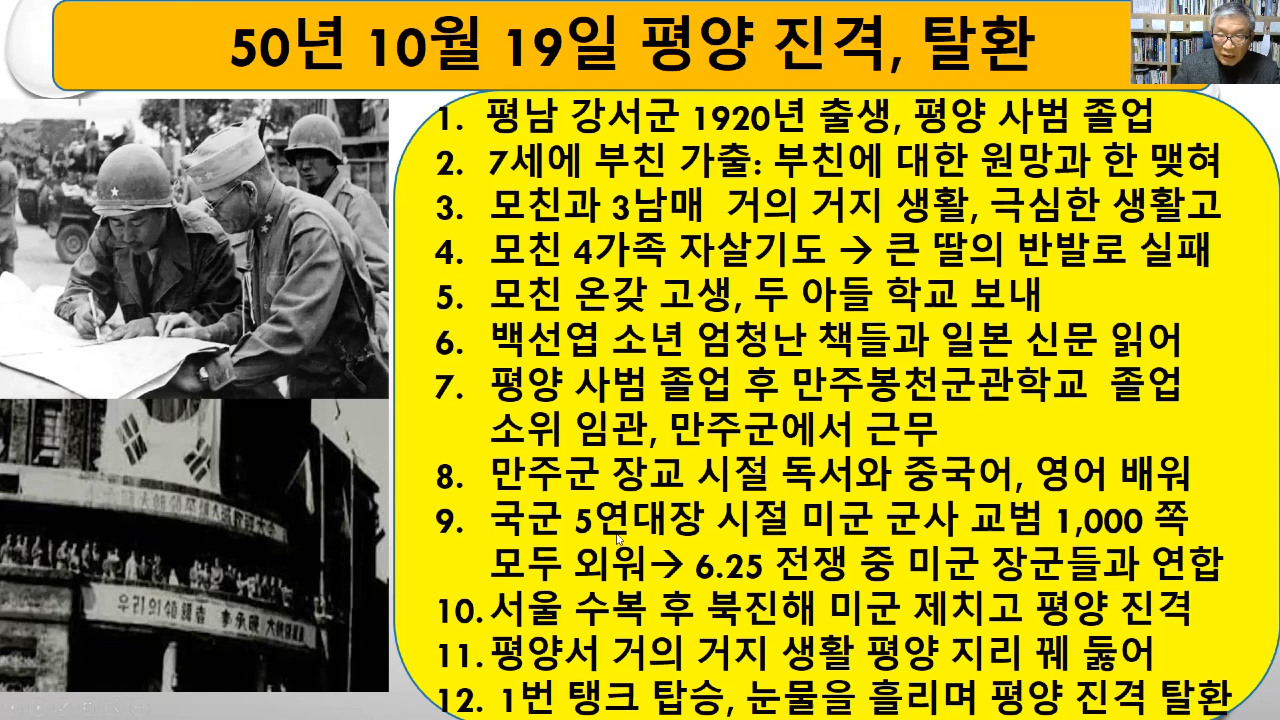 50년 10월 19일 평양 진격, 탈환
1. 평남 강서군 1920년 출생, 평양 사범 졸업
2. 7세에 부친 가출: 부친에 대한 원망과 한 맺혀
3. 모친과 3남매 거의 거지 생활, 극심한 생활고
4. 모친 4가족 자살기도 → 큰 딸의 반발로 실패
5. 모친 온갖 고생, 두 아들 학교 보내
6. 백선엽 소년 엄청난 책들과 일본 신문 읽어
7. 평양 사범 졸업 후 만주봉천군관학교 졸업
소위 임관, 만주군에서 근무
8. 만주군 장교 시절 독서와 중국어, 영어 배워
9. 국군 5연대장 시절 미군 군사 교범 1,000 쪽
모두 외워→ 6.25 전쟁 중 미군 장군들과 연합
10. 서울 수복 후 북진해 미군 제치고 평양 진격
11. 평양서 거의 거지 생활 평양 지리 꿰 뚫어
12. 1번 탱크 탑승, 눈물을 흘리며 평양 진격 탈환
우리의 領導者 李承晩 大統領